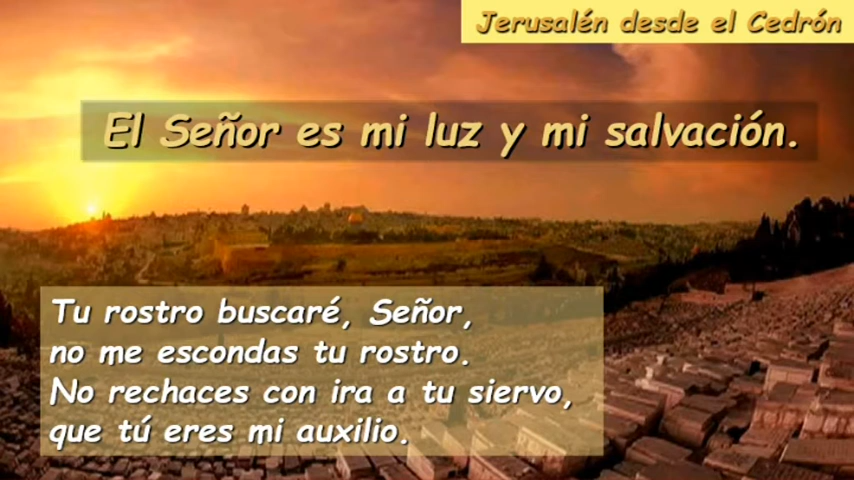 Jerusalén desde el Cedrón
El Señor es mi luz y mi salvación.
Tu rostro buscaré, Señor,
no me escondas tu rostro.
No rechaces con ira a tu siervo,
que tú eres mi auxilio.